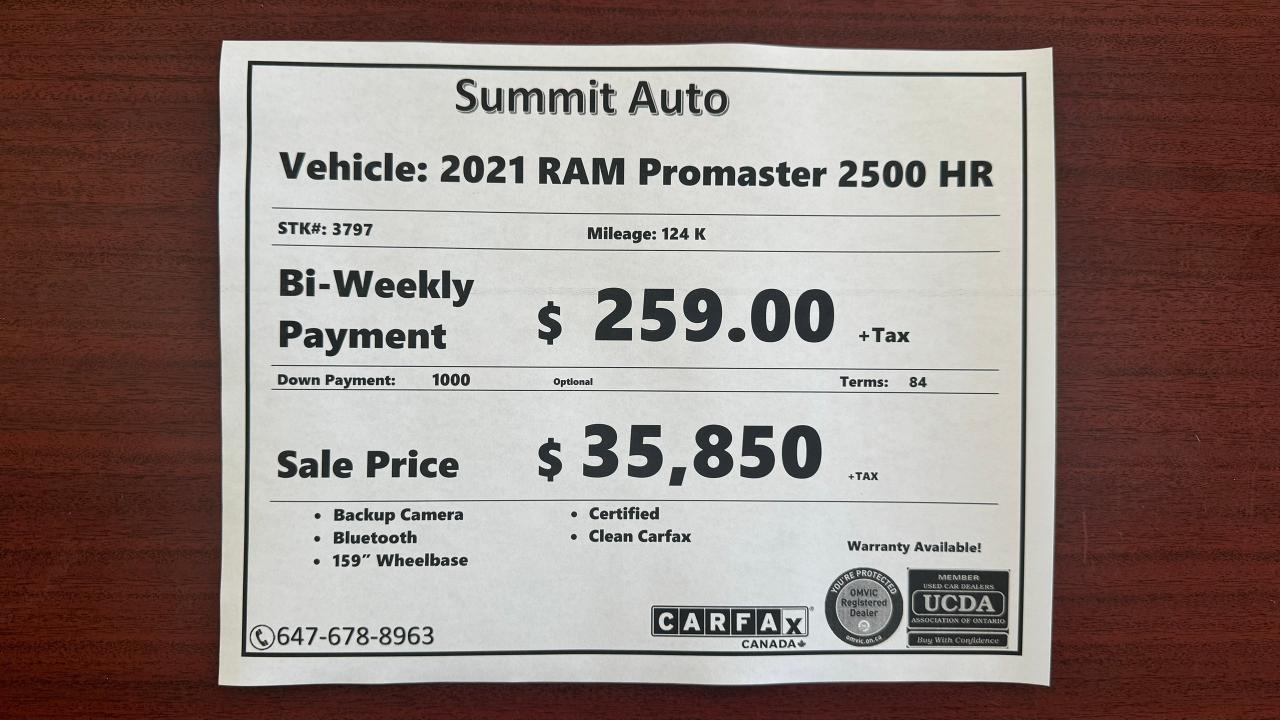 Summit Auto
Vehicle: 2021 RAM Promaster 2500 HR
STK#: 3797 Mileage: 124 K
Bi-Weekly
Payment $ 259.00 +Tax
Down Payment: 1000 Optional Terms: 84
Sale Price $ 35,850 +TAX
• Backup Camera
• Bluetooth
• 159” Wheelbase
• Certified
• Clean Carfax
Warranty Available!
647-678-8963
CARFAX
CANADA
YOU'RE PROTECTED
OMVIC
Registered
Dealer
omvic.on.ca
MEMBER
USED CAR DEALERS
UCDA
ASSOCIATION OF ONTARIO
Buy With Confidence